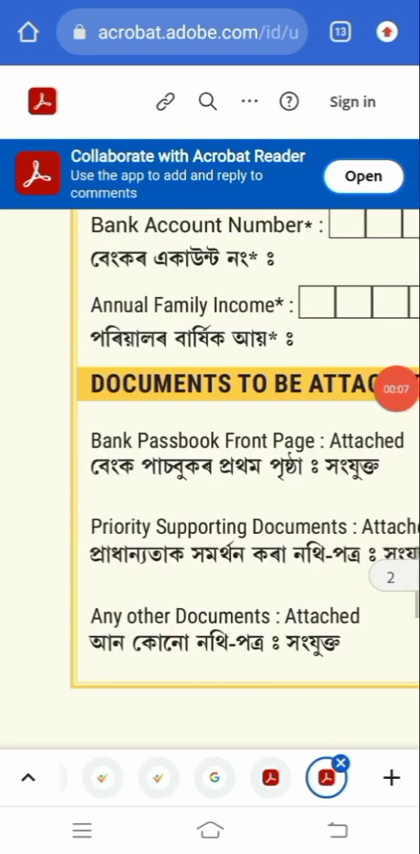 acrobat.adobe.com/id/u
13
Sign in
Collaborate with Acrobat Reader
Use the app to add and reply to
comments
Open
Bank Account Number* :
বেংকৰ একাউন্ট নং* ঃ
Annual Family Income* :
পৰিয়ালৰ বাৰ্ষিক আয়* ঃ
DOCUMENTS TO BE ATTAC
00:07
Bank Passbook Front Page : Attached
বেংক পাচবুকৰ প্ৰথম পৃষ্ঠা ঃ সংযুক্ত
Priority Supporting Documents : Attach
প্ৰাধান্যতাক সমৰ্থন কৰা নথি-পত্ৰ ঃ সংযু
2
Any other Documents : Attached
আন কোনো নথি-পত্ৰ ঃ সংযুক্ত